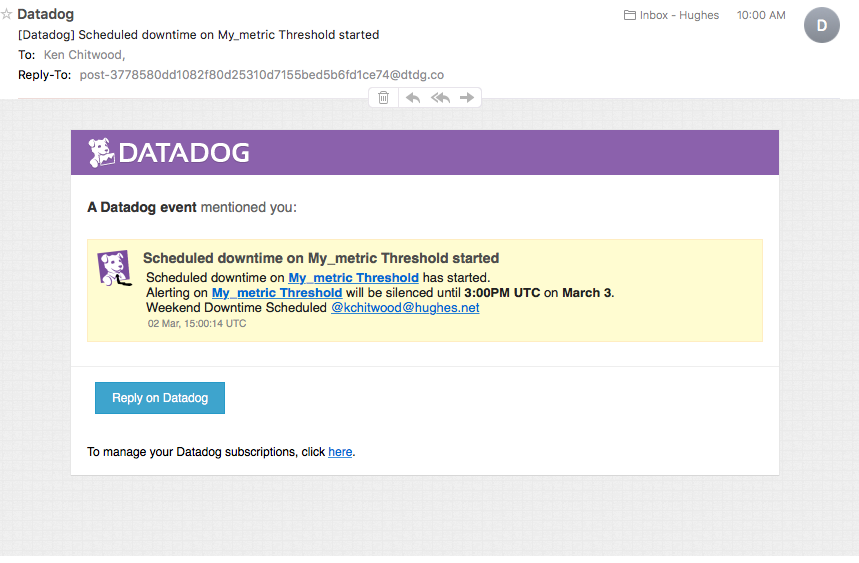 Datadog
Inbox - Hughes 10:00 AM
D
[Datadog] Scheduled downtime on My_metric Threshold started
To: Ken Chitwood,
Reply-To: post-3778580dd1082f80d25310d7155bed5b6fd1ce74@dtdg.co
DATADOG
A Datadog event mentioned you:
Scheduled downtime on My_metric Threshold started
Scheduled downtime on My_metric Threshold has started.
Alerting on My_metric Threshold will be silenced until 3:00PM UTC on March 3.
Weekend Downtime Scheduled @kchitwood@hughes.net
02 Mar, 15:00:14 UTC
Reply on Datadog
To manage your Datadog subscriptions, click here.